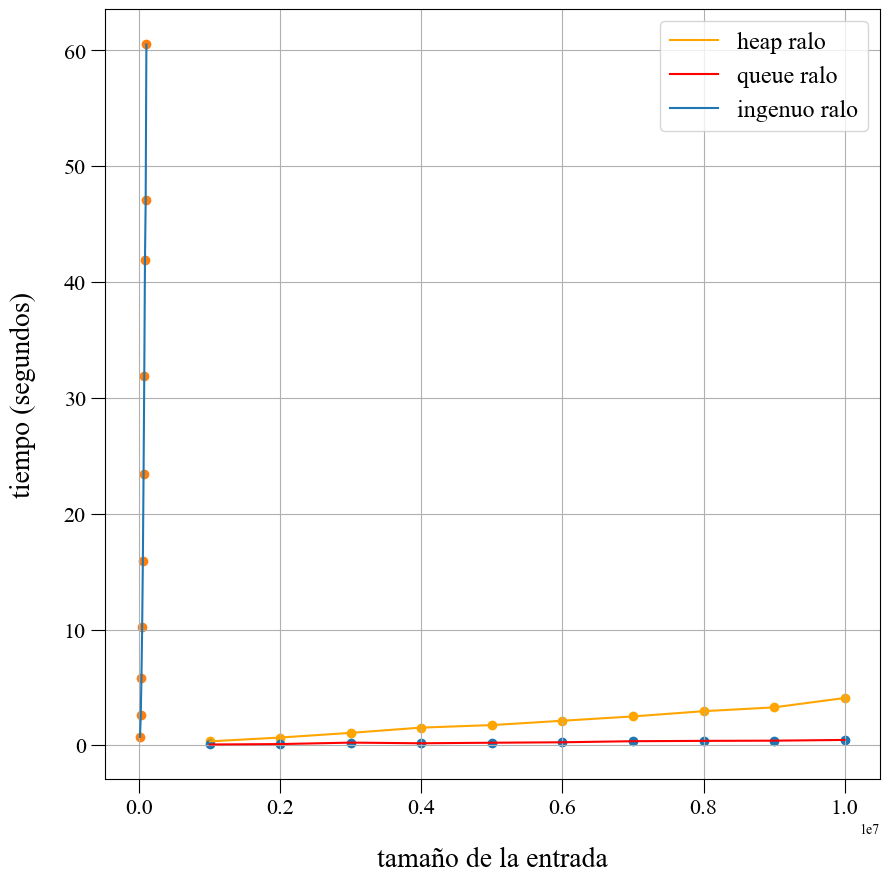 heap ralo
queue ralo
ingenuo ralo
60
50
40
30
20
10
0
tiempo (segundos)
0.0 0.2 0.4 0.6 0.8 1.0
1e7
tamaño de la entrada